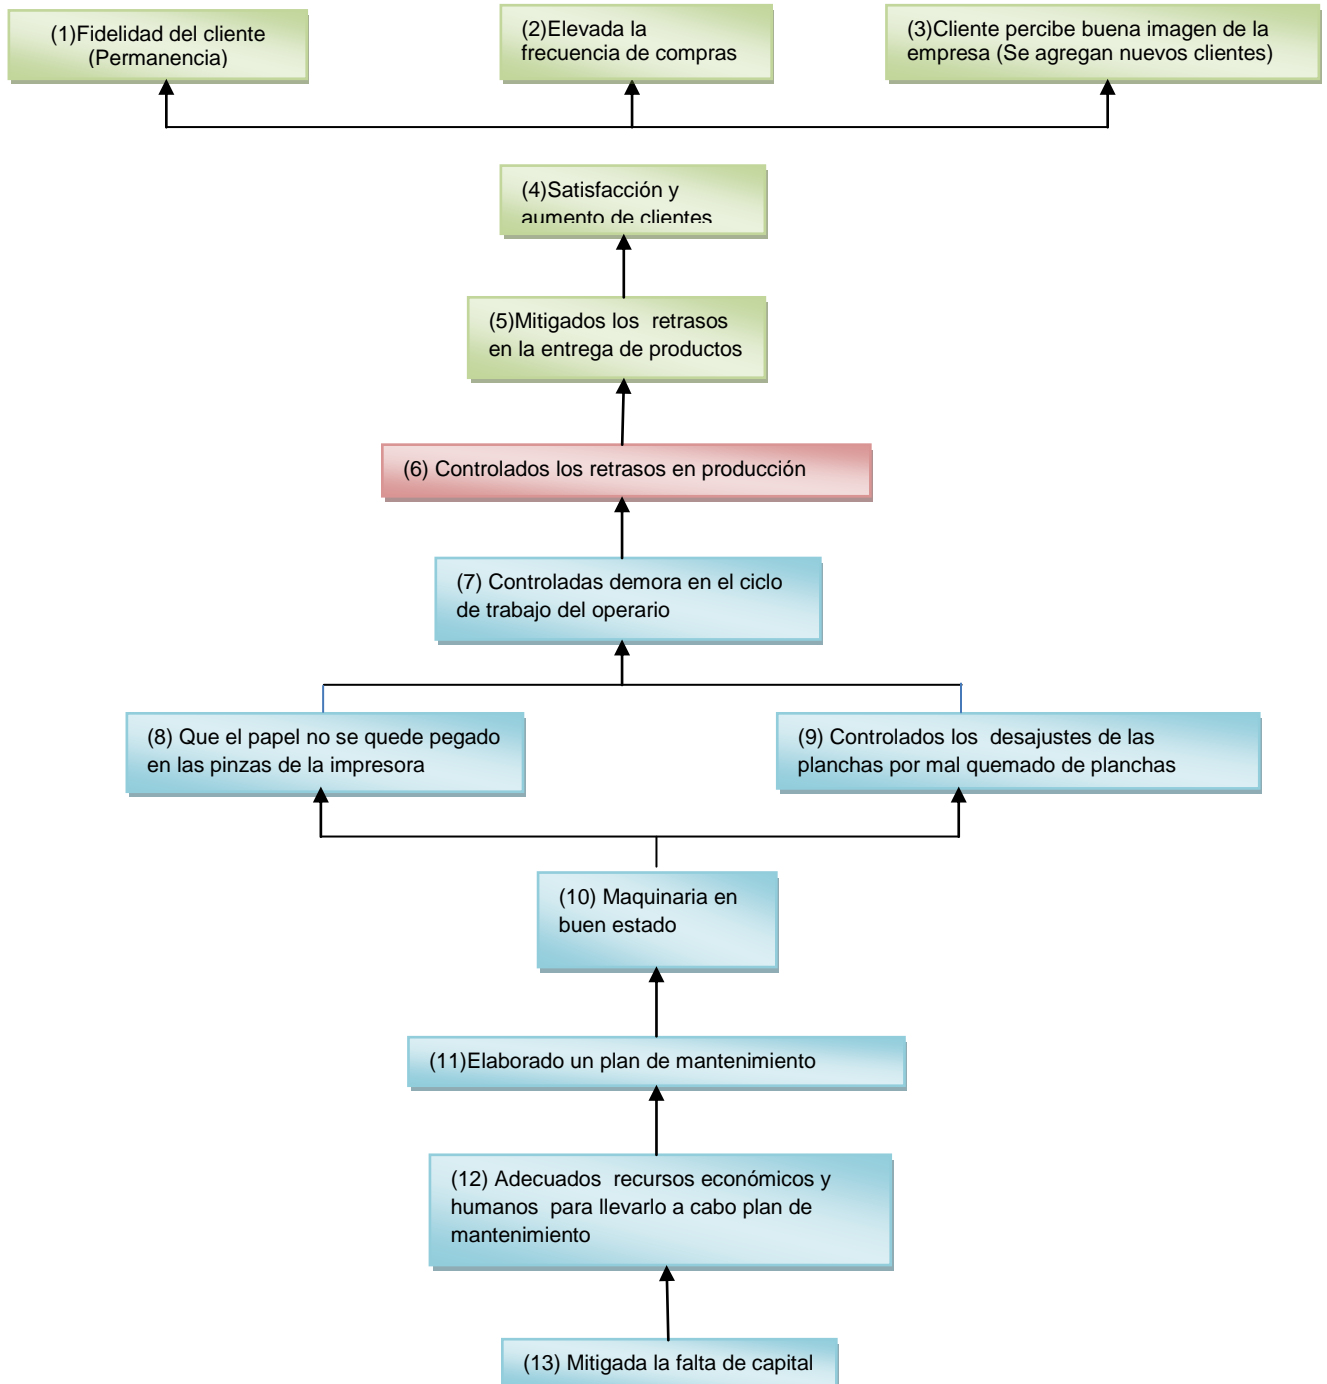 (1)Fidelidad del cliente
(Permanencia)
(2)Elevada la
frecuencia de compras
(3)Cliente percibe buena imagen de la
empresa (Se agregan nuevos clientes)
(4)Satisfacción y
aumento de clientes
(5)Mitigados los retrasos
en la entrega de productos
(6) Controlados los retrasos en producción
(7) Controladas demora en el ciclo
de trabajo del operario
(8) Que el papel no se quede pegado
en las pinzas de la impresora
(9) Controlados los desajustes de las
planchas por mal quemado de planchas
(10) Maquinaria en
buen estado
(11)Elaborado un plan de mantenimiento
(12) Adecuados recursos económicos y
humanos para llevarlo a cabo plan de
mantenimiento
(13) Mitigada la falta de capital